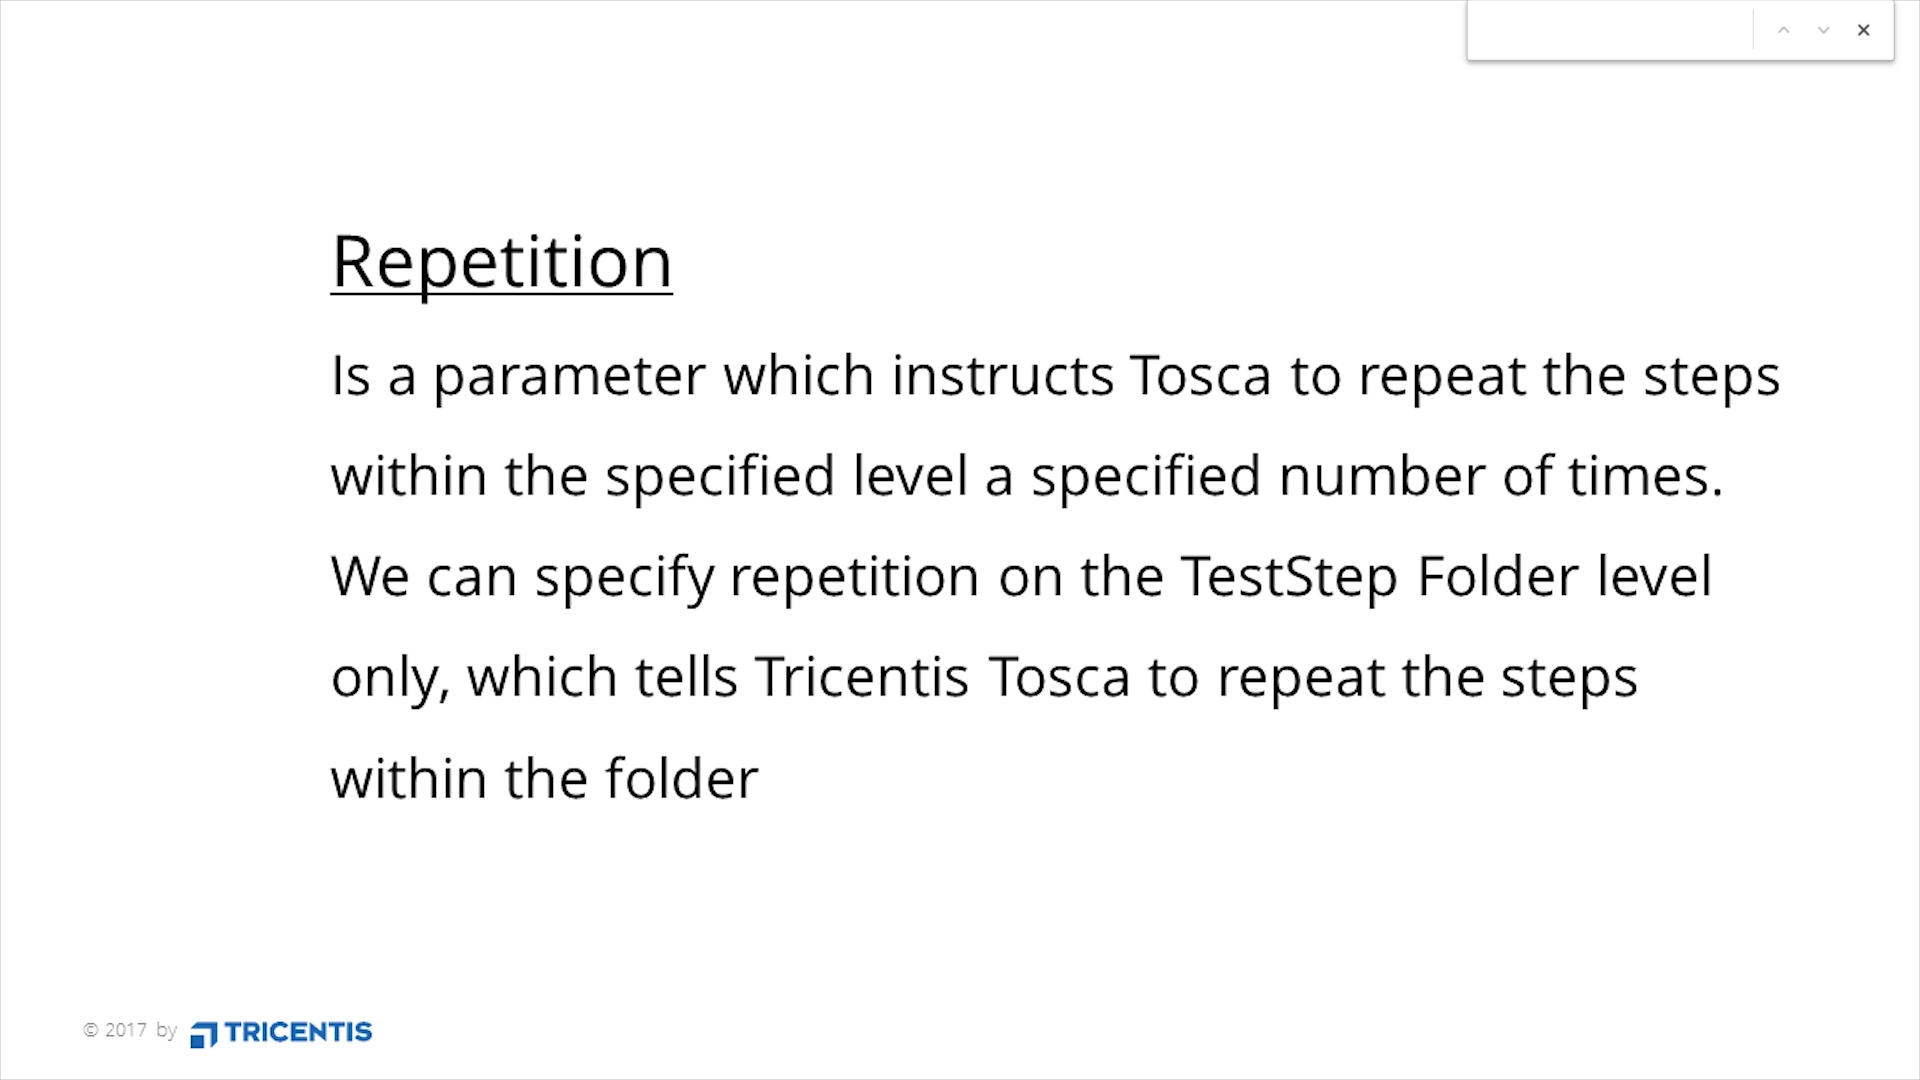 Repetition
Is a parameter which instructs Tosca to repeat the steps
within the specified level a specified number of times.
We can specify repetition on the TestStep Folder level
only, which tells Tricentis Tosca to repeat the steps
within the folder
© 2017 by TRICENTIS